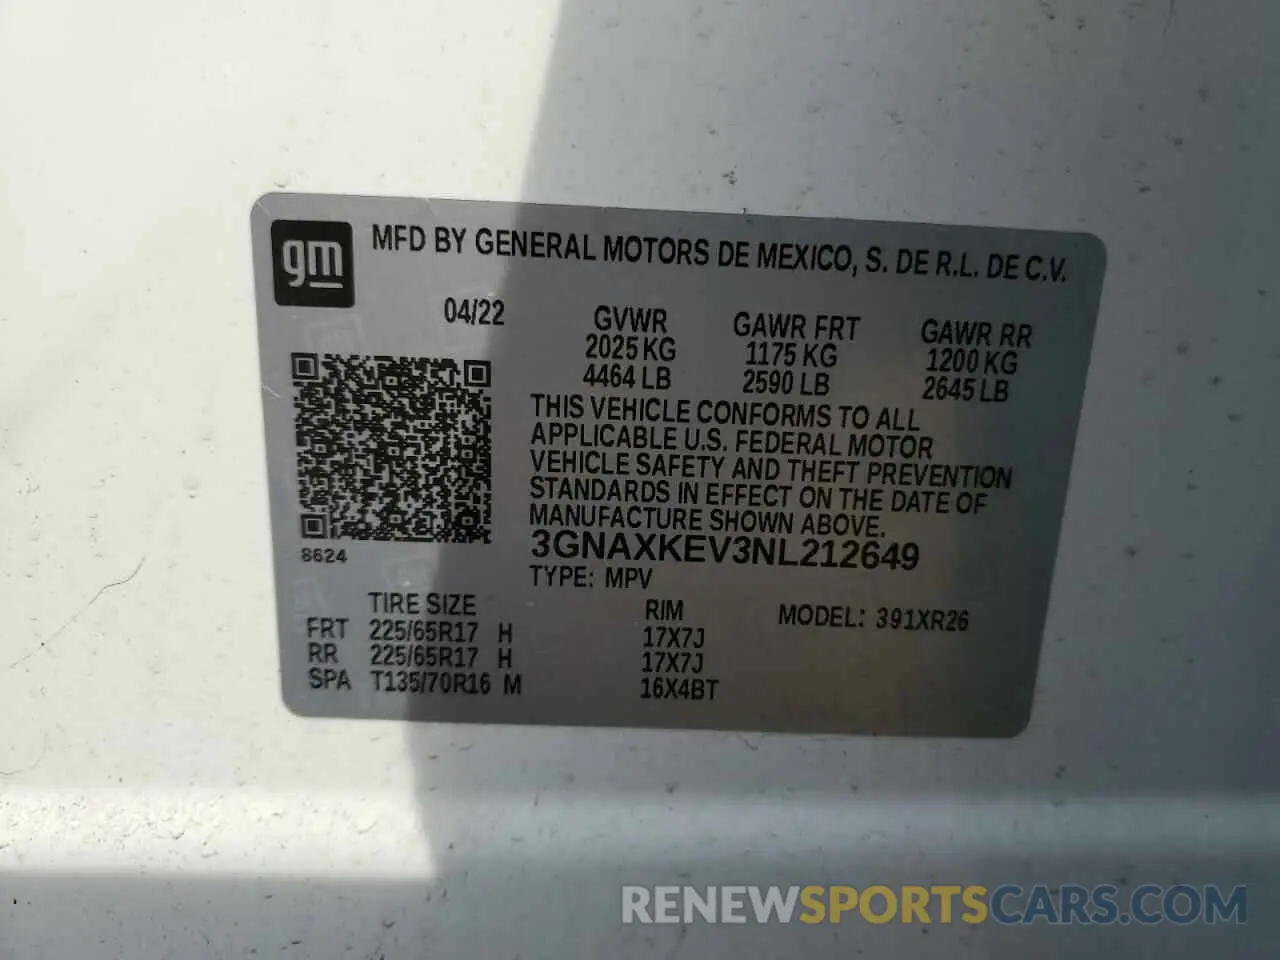 gm
MFD BY GENERAL MOTORS DE MEXICO, S. DE R.L. DE C.V.
04/22
GVWR GAWR FRT GAWR RR
2025 KG 1175 KG 1200 KG
4464 LB 2590 LB 2645 LB
THIS VEHICLE CONFORMS TO ALL
APPLICABLE U.S. FEDERAL MOTOR
VEHICLE SAFETY AND THEFT PREVENTION
STANDARDS IN EFFECT ON THE DATE OF
MANUFACTURE SHOWN ABOVE.
8624
3GNAXKEV3NL212649
TYPE: MPV
TIRE SIZE RIM MODEL: 391XR26
FRT 225/65R17 H 17X7J
RR 225/65R17 H 17X7J
SPA T135/70R16 M 16X4BT
RENEWSPORTSCARS.COM